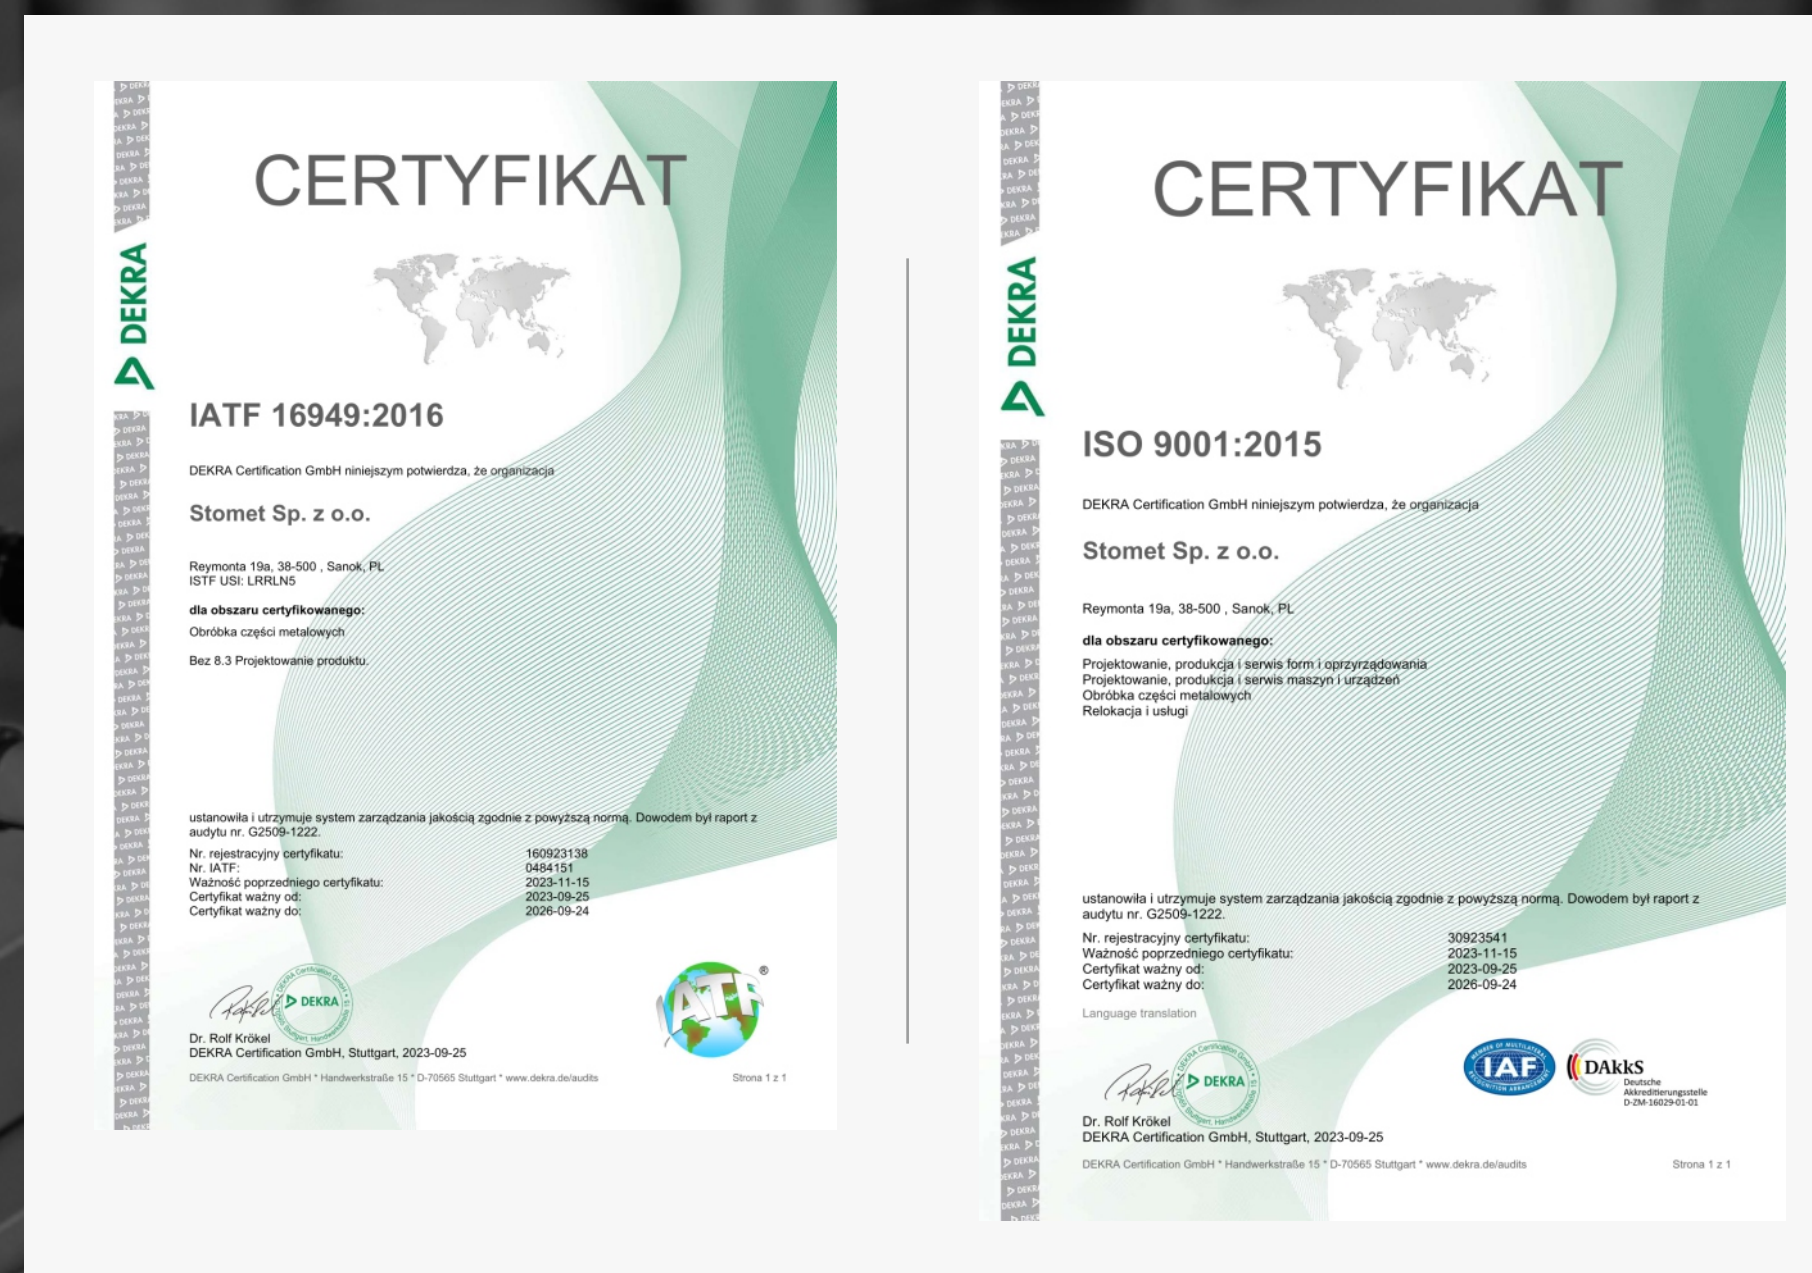 CERTYFIKAT
DEKRA
IATF 16949:2016
DEKRA Certification GmbH niniejszym potwierdza, że organizacja
Stomet Sp. z o.o.
Reymonta 19a, 38-500 , Sanok, PL
ISTF USI: LRRLN5
dla obszaru certyfikowanego:
Obróbka części metalowych
Bez 8.3 Projektowanie produktu.
ustanowiła i utrzymuje system zarządzania jakością zgodnie z powyższą normą. Dowodem był raport z
audytu nr. G2509-1222.
Nr. rejestracyjny certyfikatu: 160923138
Nr. IATF: 0484151
Ważność poprzedniego certyfikatu: 2023-11-15
Certyfikat ważny od: 2023-09-25
Certyfikat ważny do: 2026-09-24
DEKRA
IATF ®
Dr. Rolf Krökel
DEKRA Certification GmbH, Stuttgart, 2023-09-25
DEKRA Certification GmbH * Handwerkstraße 15 * D-70565 Stuttgart * www.dekra.de/audits Strona 1 z 1
CERTYFIKAT
DEKRA
ISO 9001:2015
DEKRA Certification GmbH niniejszym potwierdza, że organizacja
Stomet Sp. z o.o.
Reymonta 19a, 38-500 , Sanok, PL
dla obszaru certyfikowanego:
Projektowanie, produkcja i serwis form i oprzyrządowania
Projektowanie, produkcja i serwis maszyn i urządzeń
Obróbka części metalowych
Relokacja i usługi
ustanowiła i utrzymuje system zarządzania jakością zgodnie z powyższą normą. Dowodem był raport z
audytu nr. G2509-1222.
Nr. rejestracyjny certyfikatu: 30923541
Ważność poprzedniego certyfikatu: 2023-11-15
Certyfikat ważny od: 2023-09-25
Certyfikat ważny do: 2026-09-24
Language translation
DEKRA
MEMBER OF MULTILATERAL
IAF
RECOGNITION ARRANGEMENT
DAkkS
Deutsche
Akkreditierungsstelle
D-ZM-16029-01-01
Dr. Rolf Krökel
DEKRA Certification GmbH, Stuttgart, 2023-09-25
DEKRA Certification GmbH * Handwerkstraße 15 * D-70565 Stuttgart * www.dekra.de/audits Strona 1 z 1